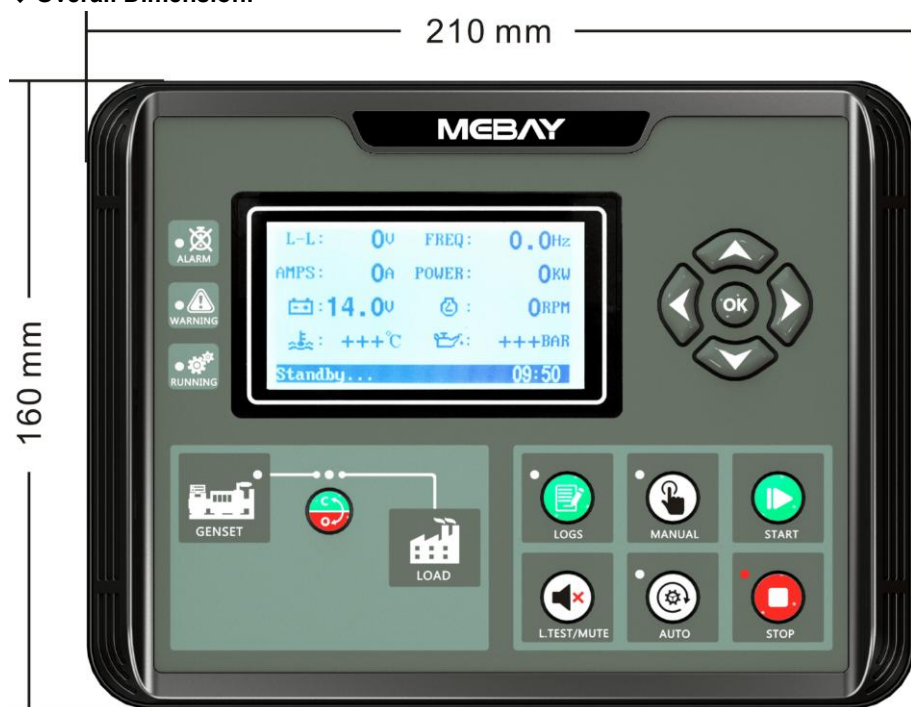 Overall Dimension:
210 mm
160 mm
MEBAY
ALARM
WARNING
RUNNING
L-L: 0V FREQ: 0.0Hz
AMPS: 0A POWER: 0KW
:14.0V : 0RPM
: +++℃ : +++BAR
Standby... 09:50
OK
GENSET
C
O
LOAD
LOGS
MANUAL
START
L.TEST/MUTE
AUTO
STOP